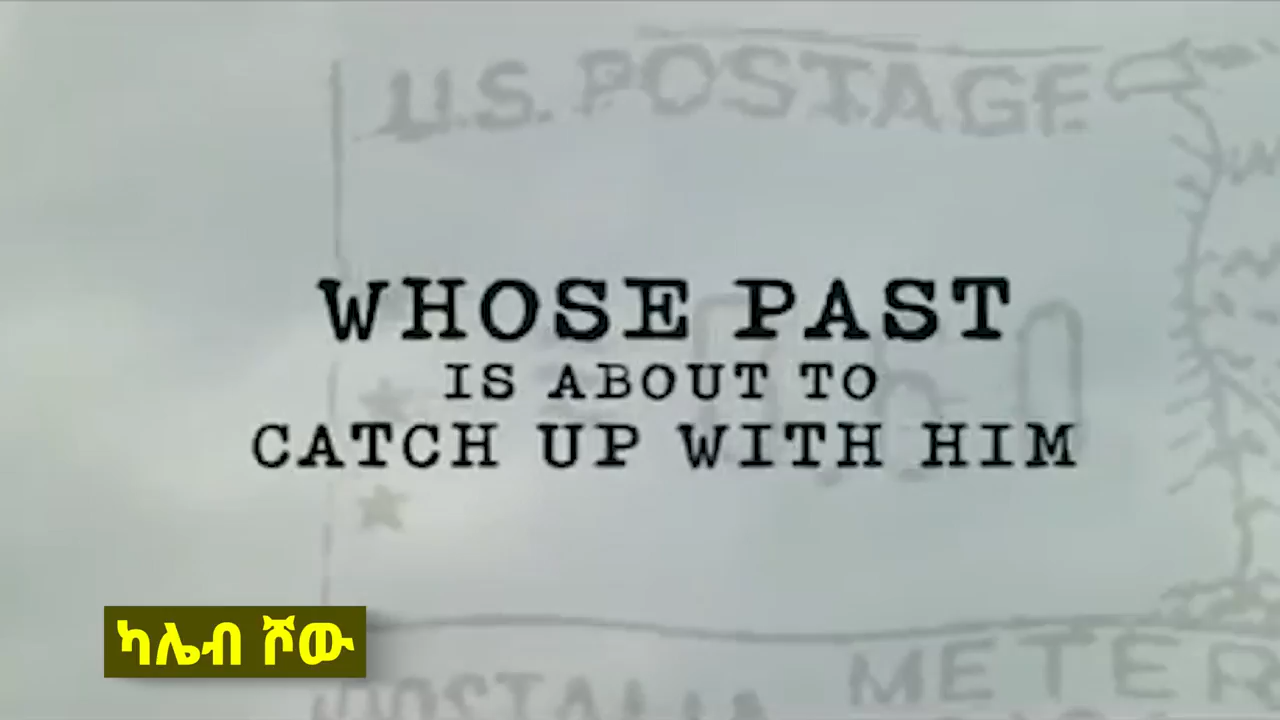 U.S. POSTAGE
WHOSE PAST
IS ABOUT TO
CATCH UP WITH HIM
ካሌብ ሾው
METER